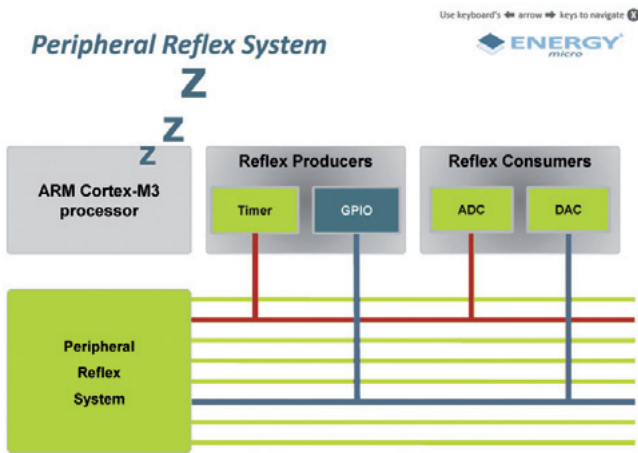 Use keyboard's arrow keys to navigate X
Peripheral Reflex System
ENERGY
micro
Z
Z
Z
ARM Cortex-M3
processor
Reflex Producers
Timer
GPIO
Reflex Consumers
ADC
DAC
Peripheral
Reflex
System